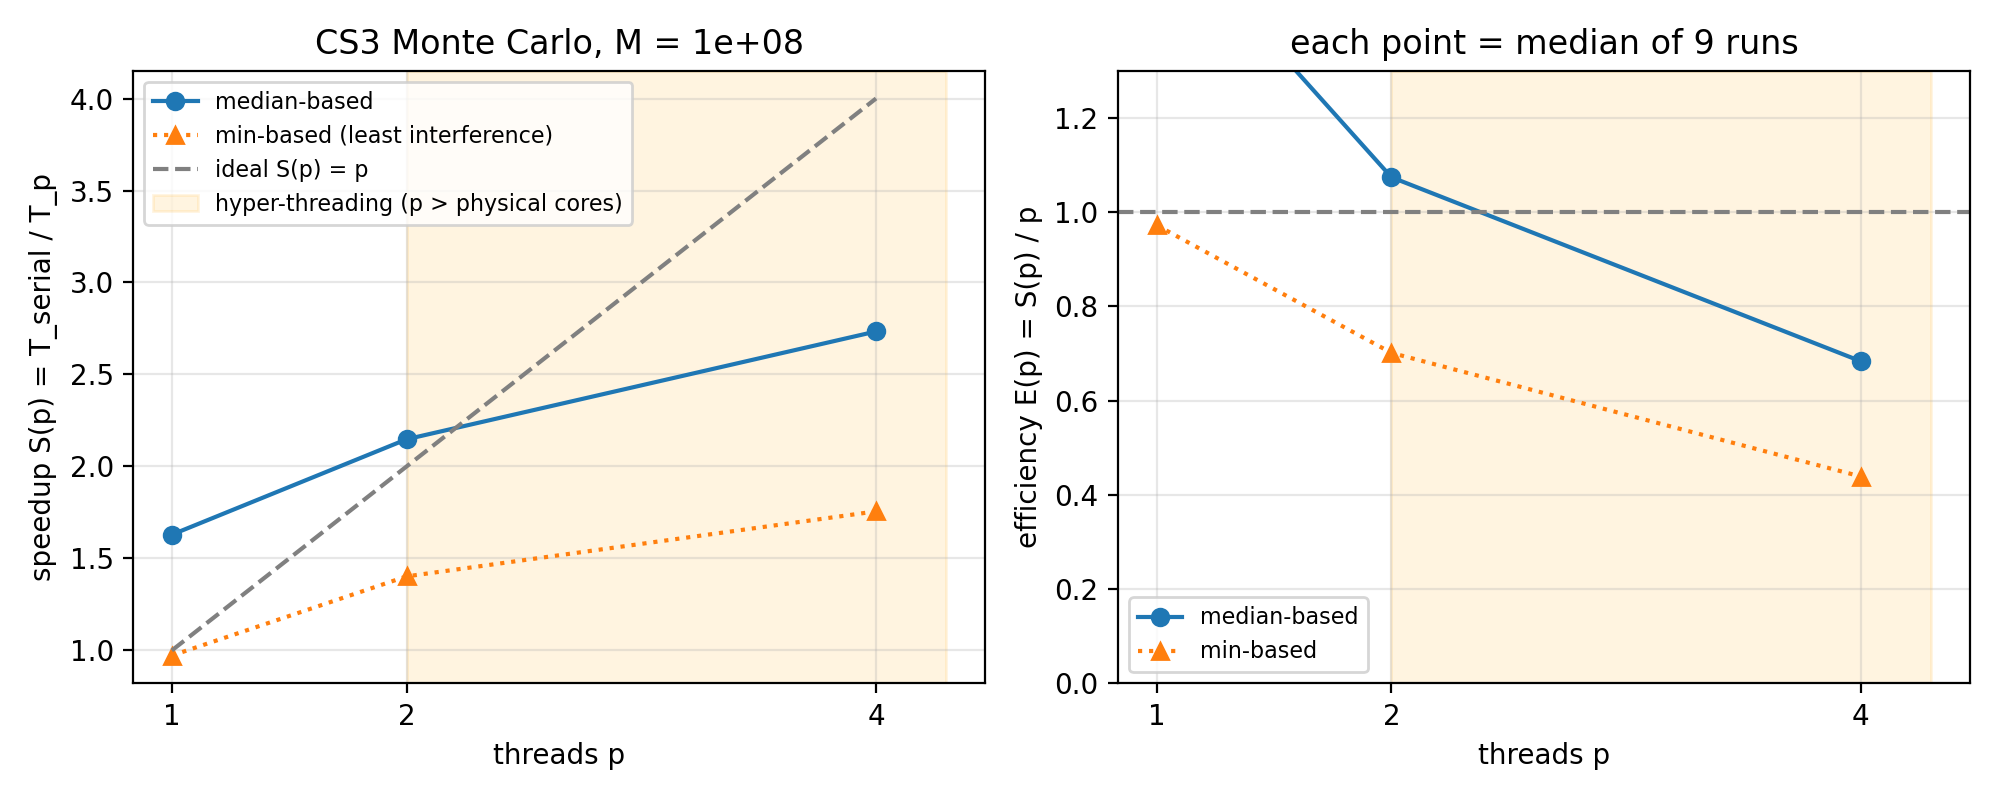 CS3 Monte Carlo, M = 1e+08
speedup S(p) = T_serial / T_p
4.0
3.5
3.0
2.5
2.0
1.5
1.0
median-based
min-based (least interference)
ideal S(p) = p
hyper-threading (p > physical cores)
1
2
4
threads p
each point = median of 9 runs
efficiency E(p) = S(p) / p
1.2
1.0
0.8
0.6
0.4
0.2
0.0
median-based
min-based
1
2
4
threads p